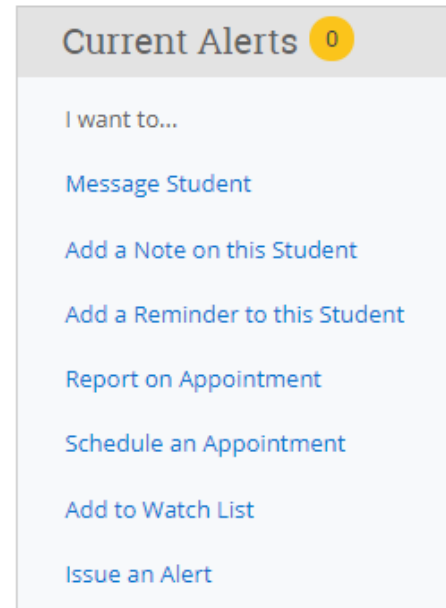 Current Alerts 0
I want to...
Message Student
Add a Note on this Student
Add a Reminder to this Student
Report on Appointment
Schedule an Appointment
Add to Watch List
Issue an Alert